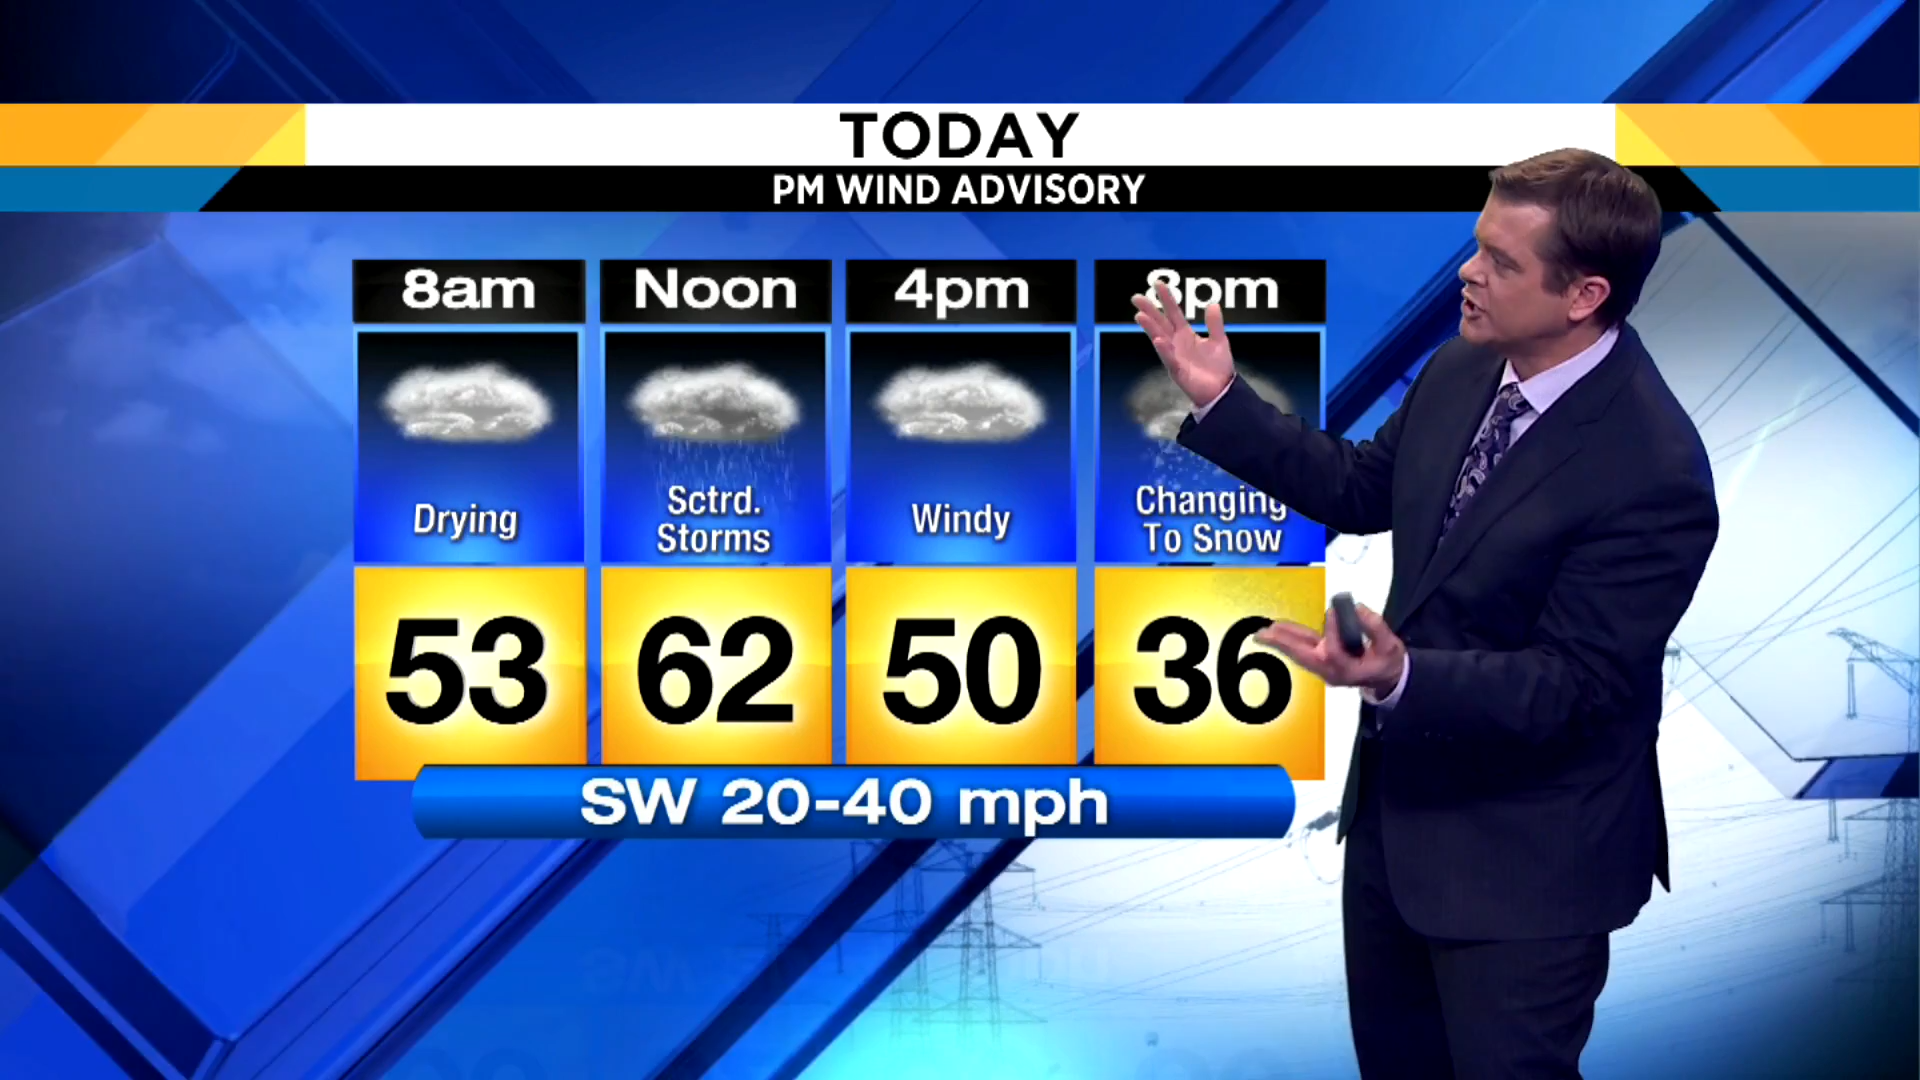 TODAY
PM WIND ADVISORY
8am
Noon
4pm
8pm
Drying
Sctrd.
Storms
Windy
Changing
To Snow
53
62
50
36
SW 20-40 mph